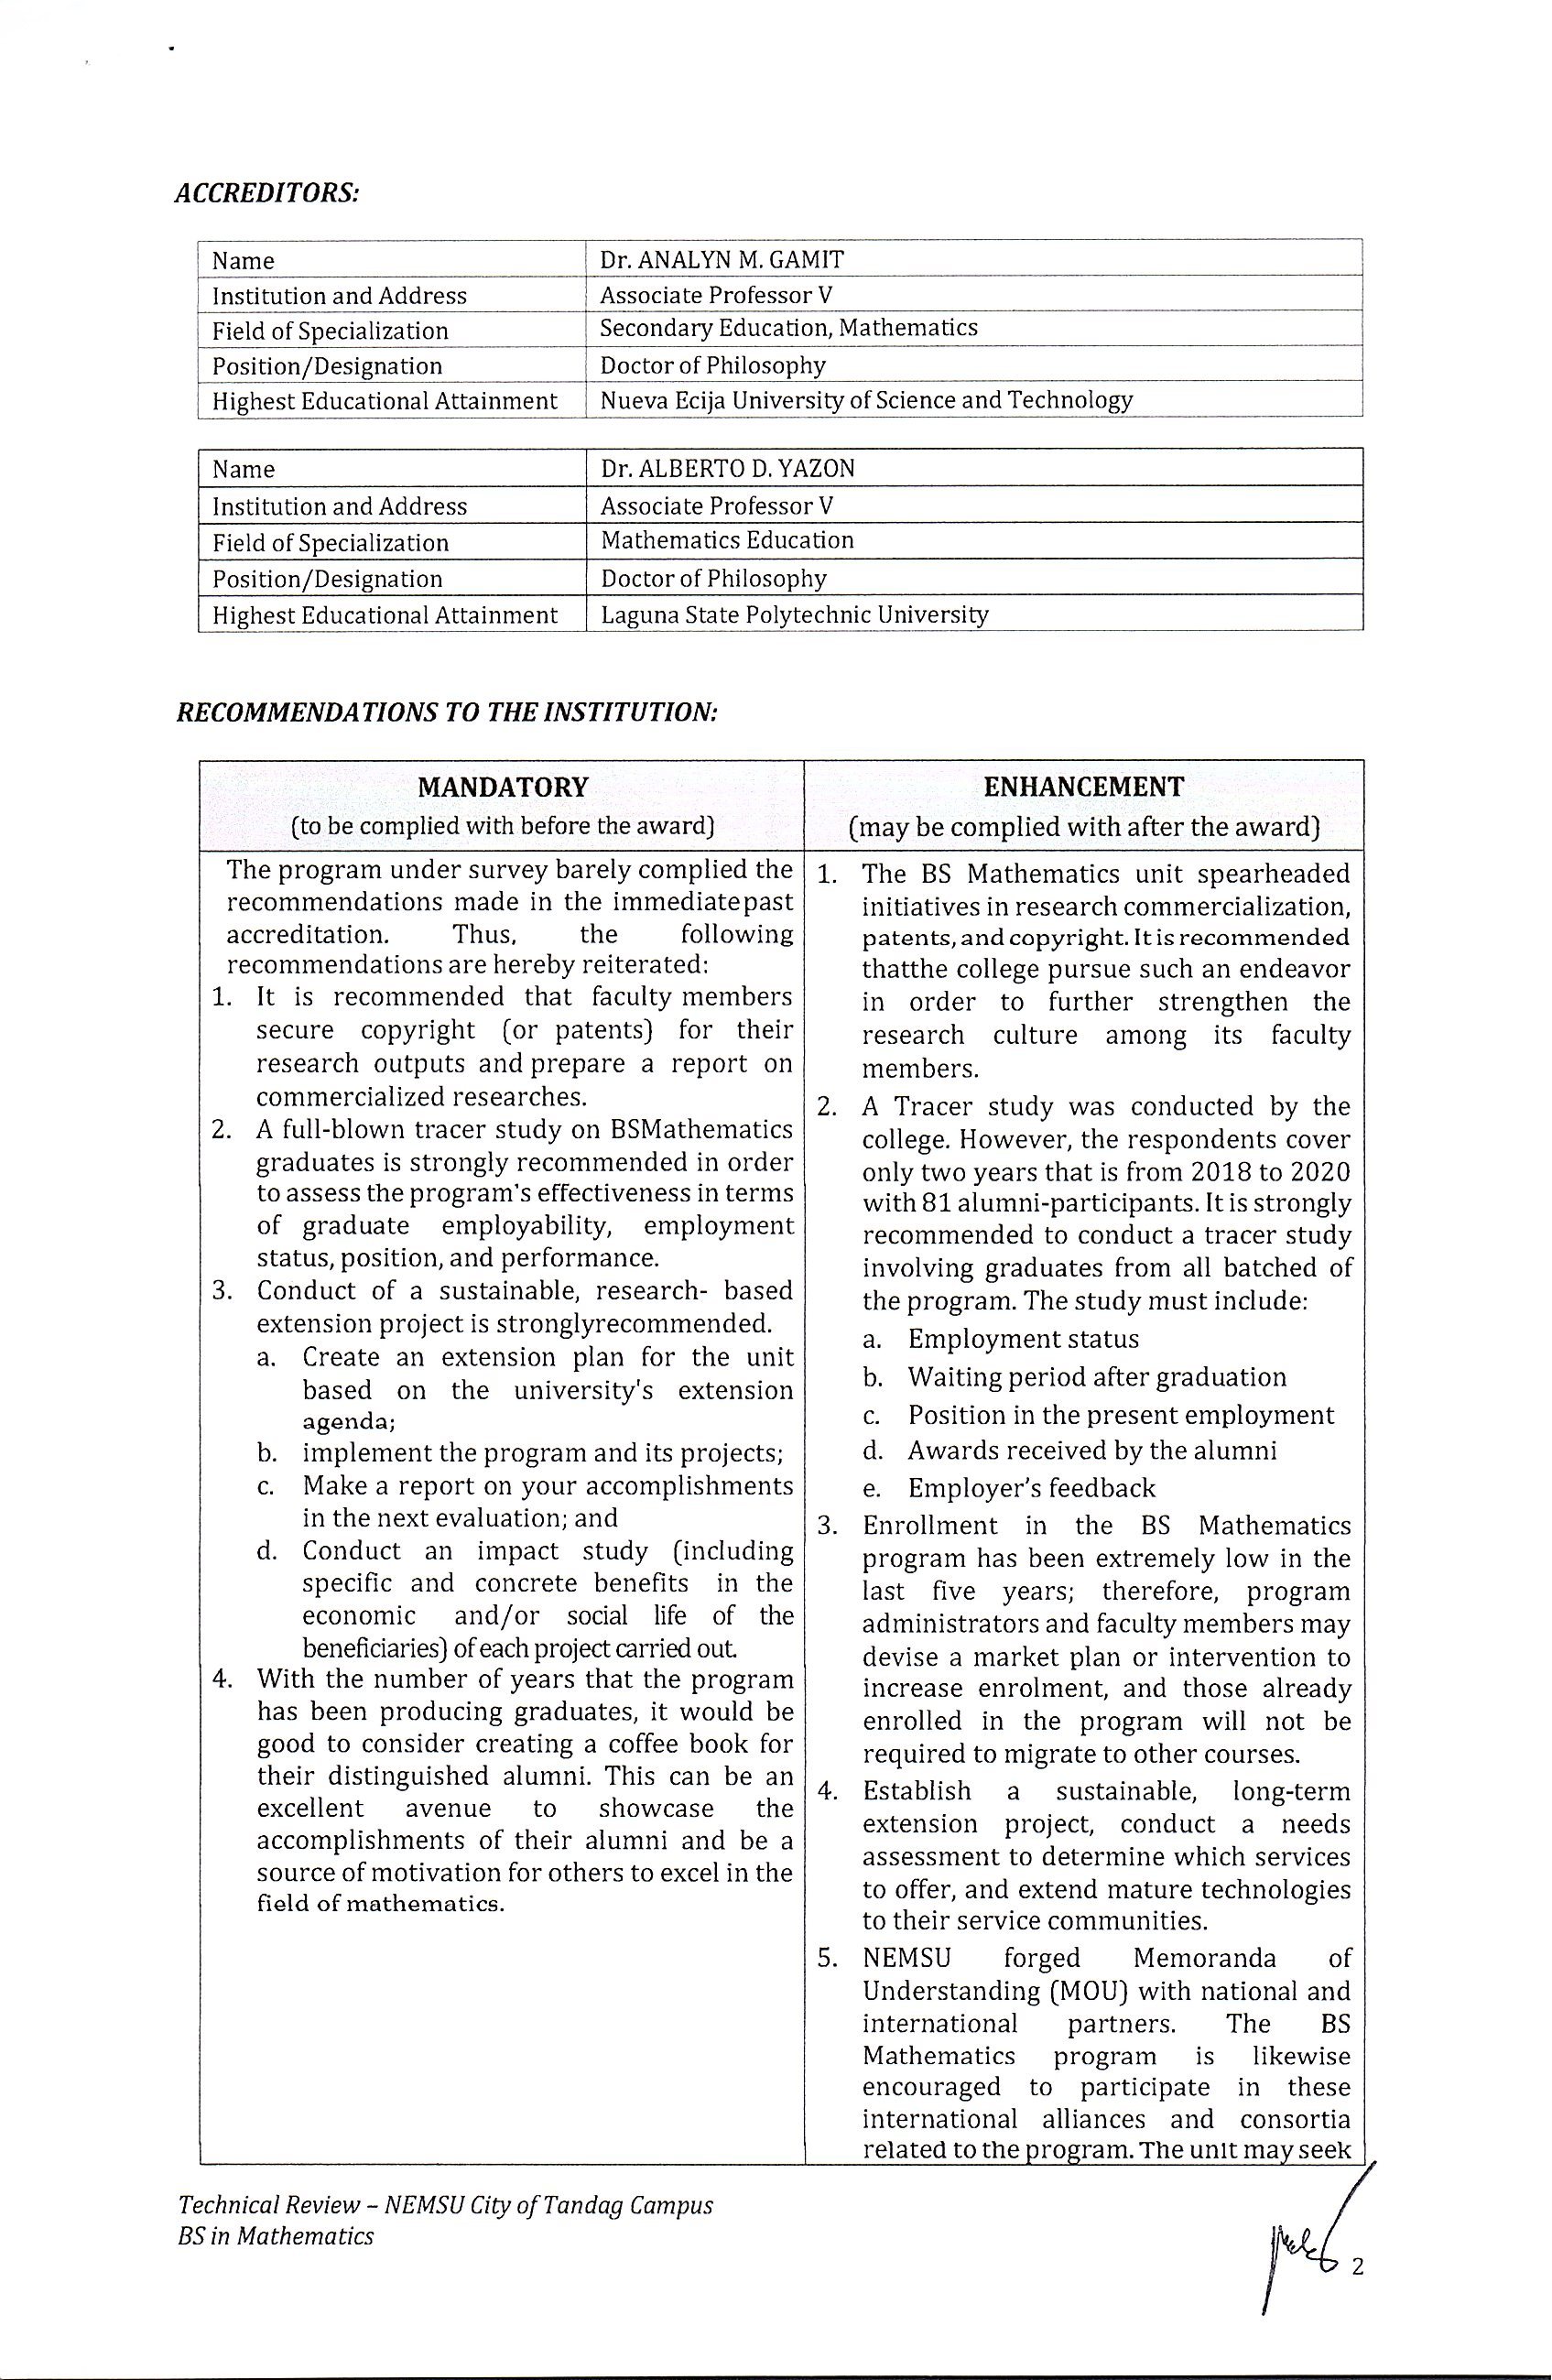 ACCREDITORS:
Name Dr. ANALYN M. GAMIT
Institution and Address Associate Professor V
Field of Specialization Secondary Education, Mathematics
Position/Designation Doctor of Philosophy
Highest Educational Attainment Nueva Ecija University of Science and Technology
Name Dr. ALBERTO D. YAZON
Institution and Address Associate Professor V
Field of Specialization Mathematics Education
Position/Designation Doctor of Philosophy
Highest Educational Attainment Laguna State Polytechnic University
RECOMMENDATIONS TO THE INSTITUTION:
MANDATORY
(to be complied with before the award)
The program under survey barely complied the
recommendations made in the immediatepast
accreditation. Thus, the following
recommendations are hereby reiterated:
1. It is recommended that faculty members
secure copyright (or patents) for their
research outputs and prepare a report on
commercialized researches.
2. A full-blown tracer study on BSMathematics
graduates is strongly recommended in order
to assess the program's effectiveness in terms
of graduate employability, employment
status, position, and performance.
3. Conduct of a sustainable, research- based
extension project is stronglyrecommended.
a. Create an extension plan for the unit
based on the university's extension
agenda;
b. implement the program and its projects;
c. Make a report on your accomplishments
in the next evaluation; and
d. Conduct an impact study (including
specific and concrete benefits in the
economic and/or social life of the
beneficiaries) of each project carried out.
4. With the number of years that the program
has been producing graduates, it would be
good to consider creating a coffee book for
their distinguished alumni. This can be an
excellent avenue to showcase the
accomplishments of their alumni and be a
source of motivation for others to excel in the
field of mathematics.
ENHANCEMENT
(may be complied with after the award)
1. The BS Mathematics unit spearheaded
initiatives in research commercialization,
patents, and copyright. It is recommended
thatthe college pursue such an endeavor
in order to further strengthen the
research culture among its faculty
members.
2. A Tracer study was conducted by the
college. However, the respondents cover
only two years that is from 2018 to 2020
with 81 alumni-participants. It is strongly
recommended to conduct a tracer study
involving graduates from all batched of
the program. The study must include:
a. Employment status
b. Waiting period after graduation
c. Position in the present employment
d. Awards received by the alumni
e. Employer’s feedback
3. Enrollment in the BS Mathematics
program has been extremely low in the
last five years; therefore, program
administrators and faculty members may
devise a market plan or intervention to
increase enrolment, and those already
enrolled in the program will not be
required to migrate to other courses.
4. Establish a sustainable, long-term
extension project, conduct a needs
assessment to determine which services
to offer, and extend mature technologies
to their service communities.
5. NEMSU forged Memoranda of
Understanding (MOU) with national and
international partners. The BS
Mathematics program is likewise
encouraged to participate in these
international alliances and consortia
related to the program. The unit may seek
Technical Review – NEMSU City of Tandag Campus
BS in Mathematics
2